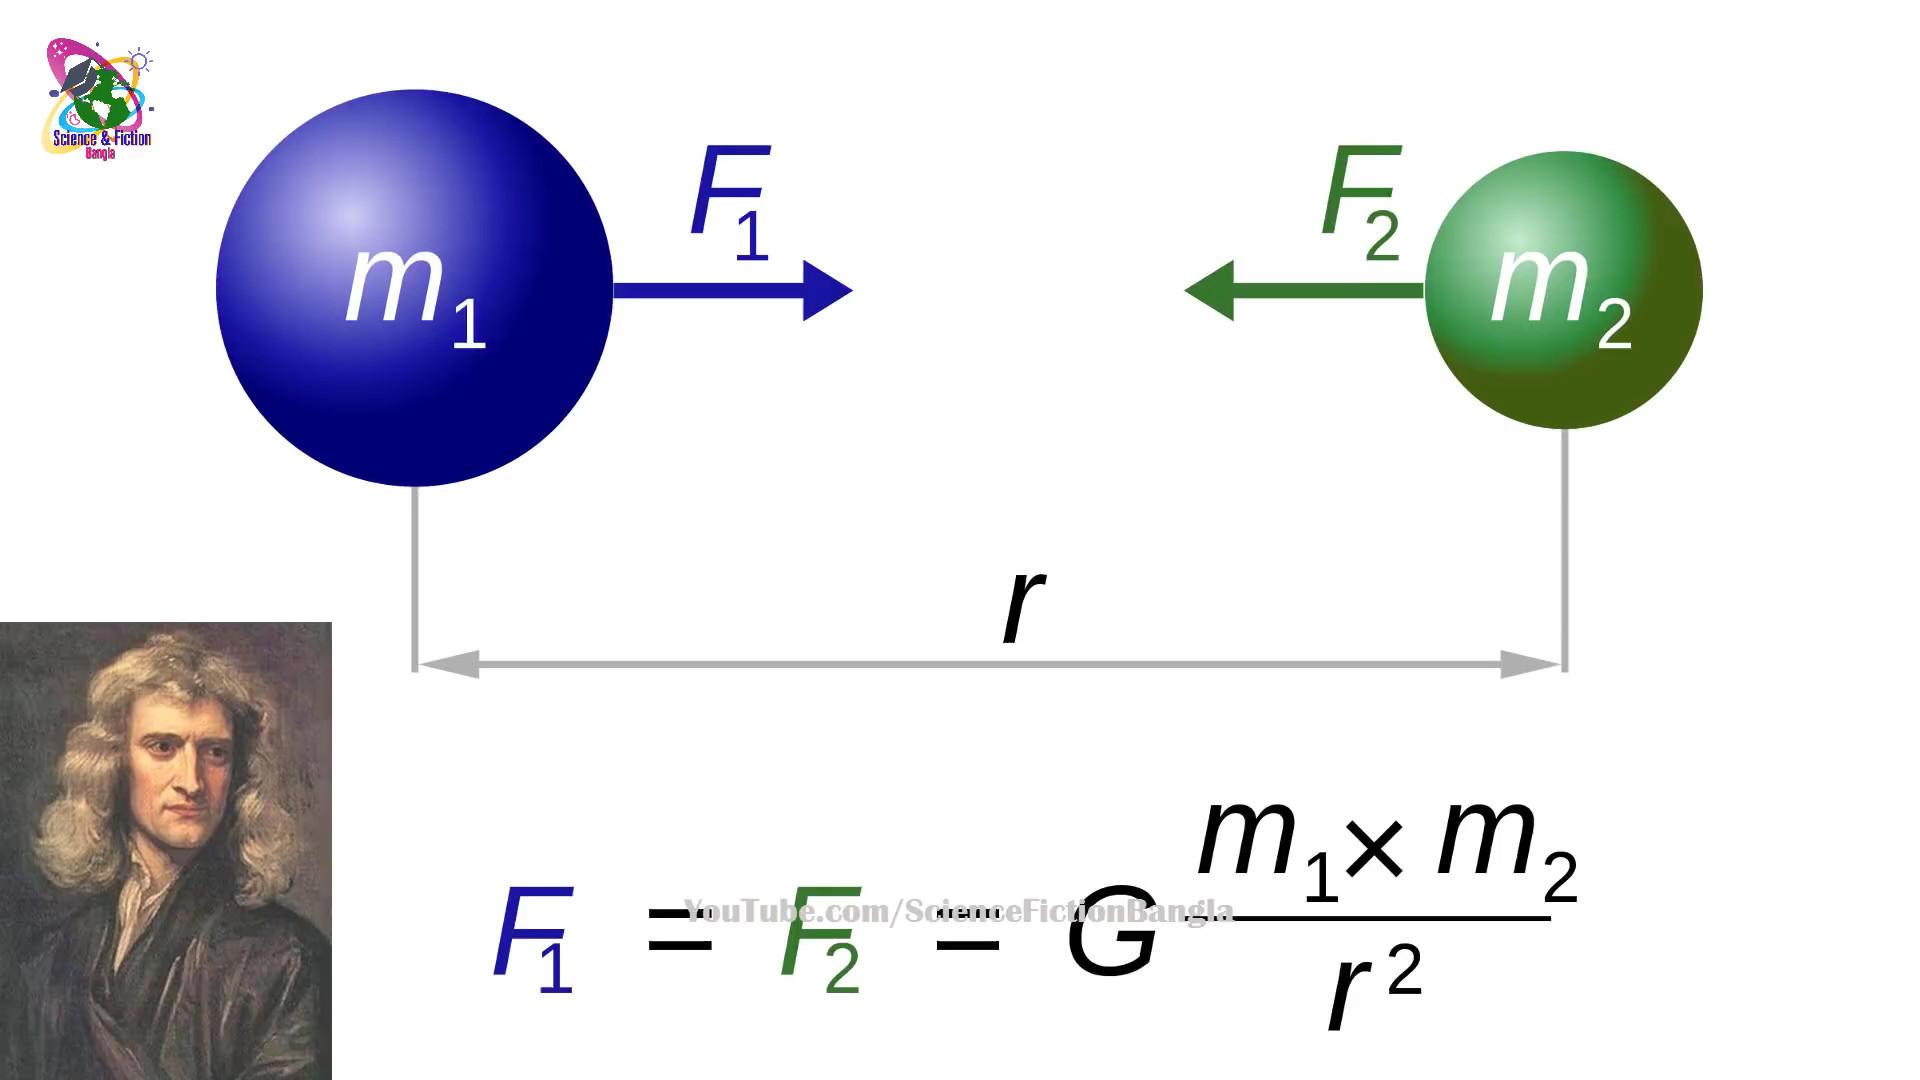 Science & Fiction
Bangla
F1
F2
m1
m2
r
F1 = F2 = G m1 × m2 / r2
YouTube.com/ScienceFictionBangla